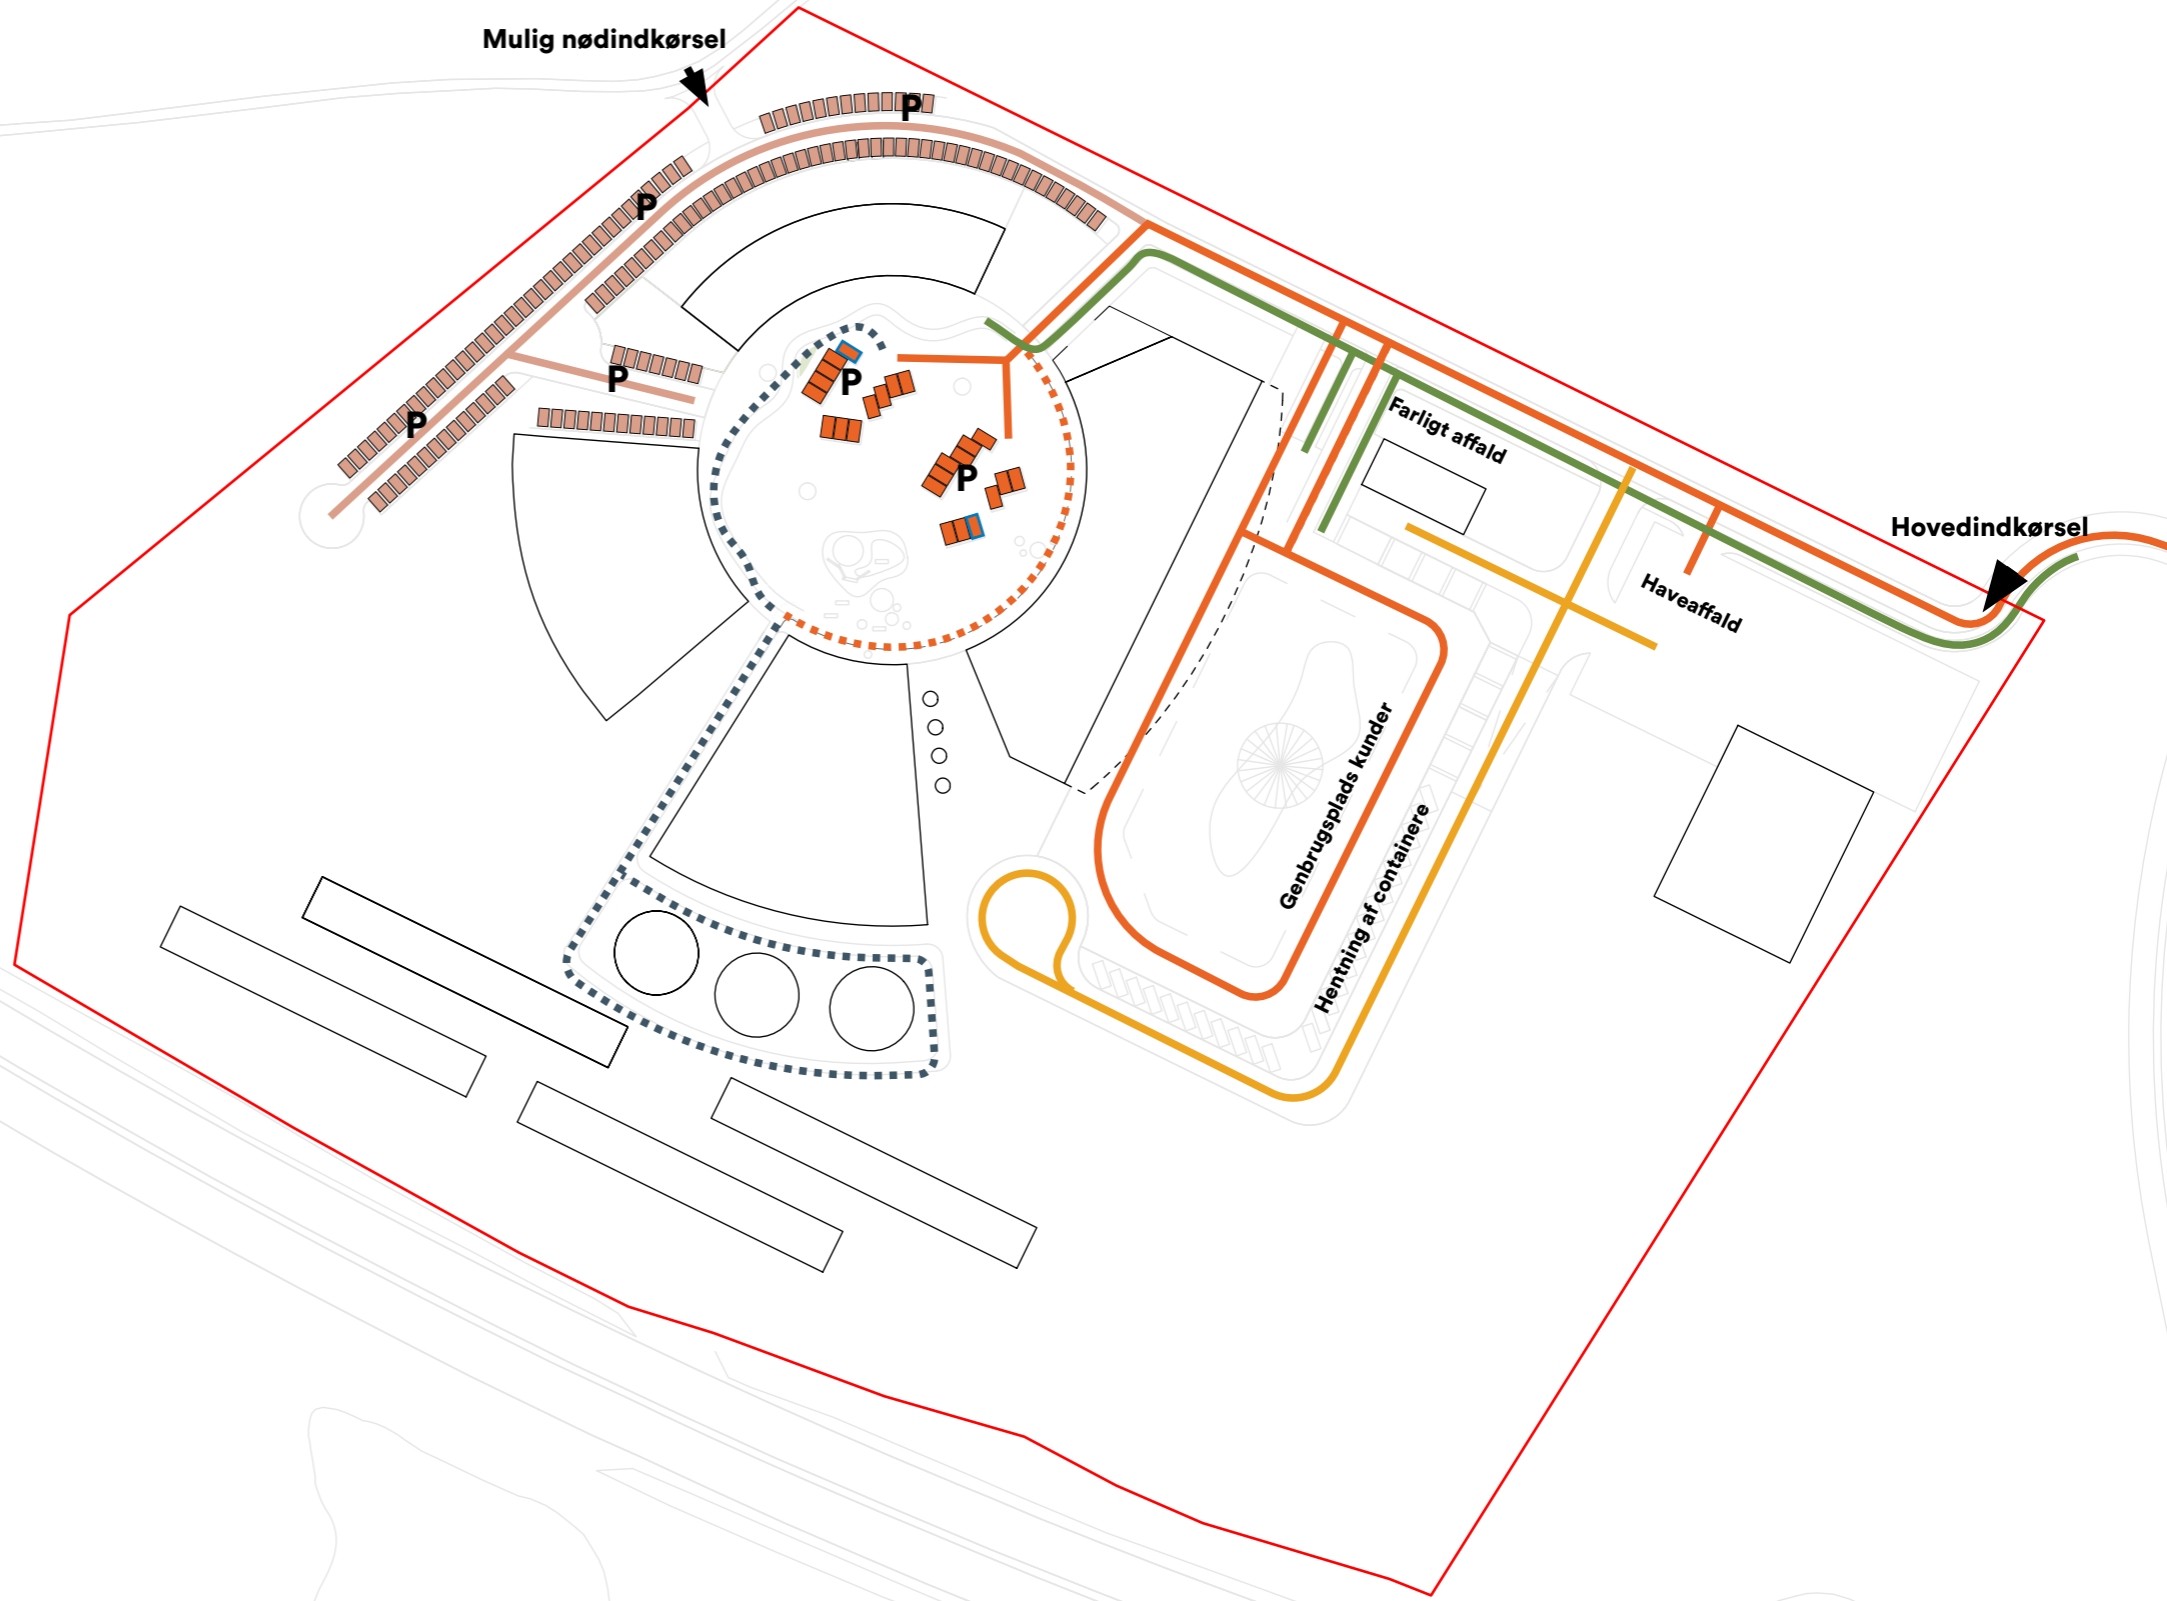 Mulig nødindkørsel
P
P
P
P
P
P
Farligt affald
Hovedindkørsel
Haveaffald
Genbrugsplads kunder
Hentning af containere